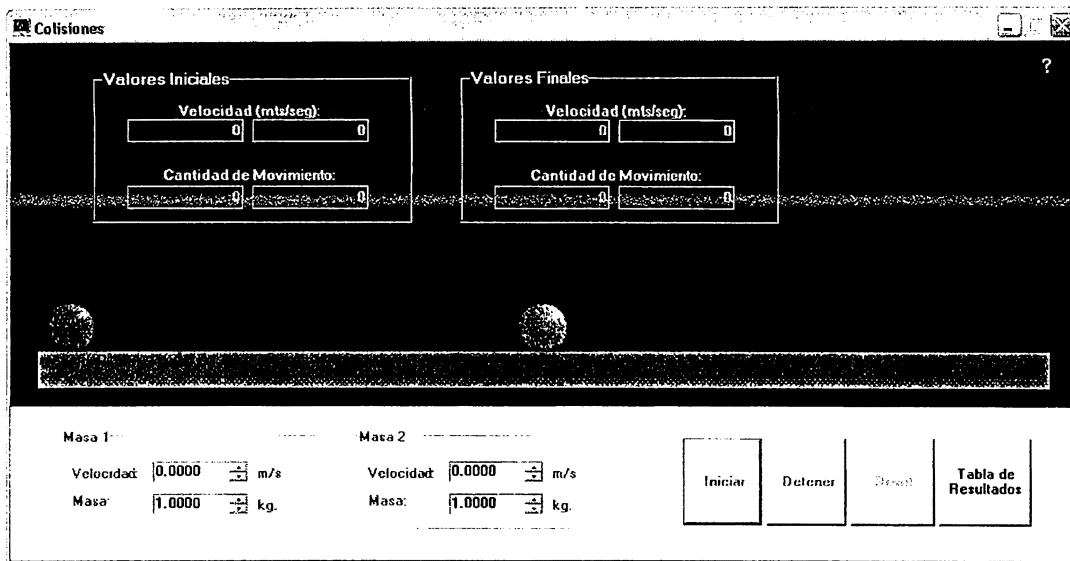 Colisiones
?
Valores Iniciales
Velocidad (mts/seg):
0 0
Cantidad de Movimiento:
0 0
Valores Finales
Velocidad (mts/seg):
0 0
Cantidad de Movimiento:
0 0
Masa 1
Velocidad: 0.0000 m/s
Masa: 1.0000 kg.
Masa 2
Velocidad: 0.0000 m/s
Masa: 1.0000 kg.
Iniciar
Detener
Reset
Tabla de
Resultados